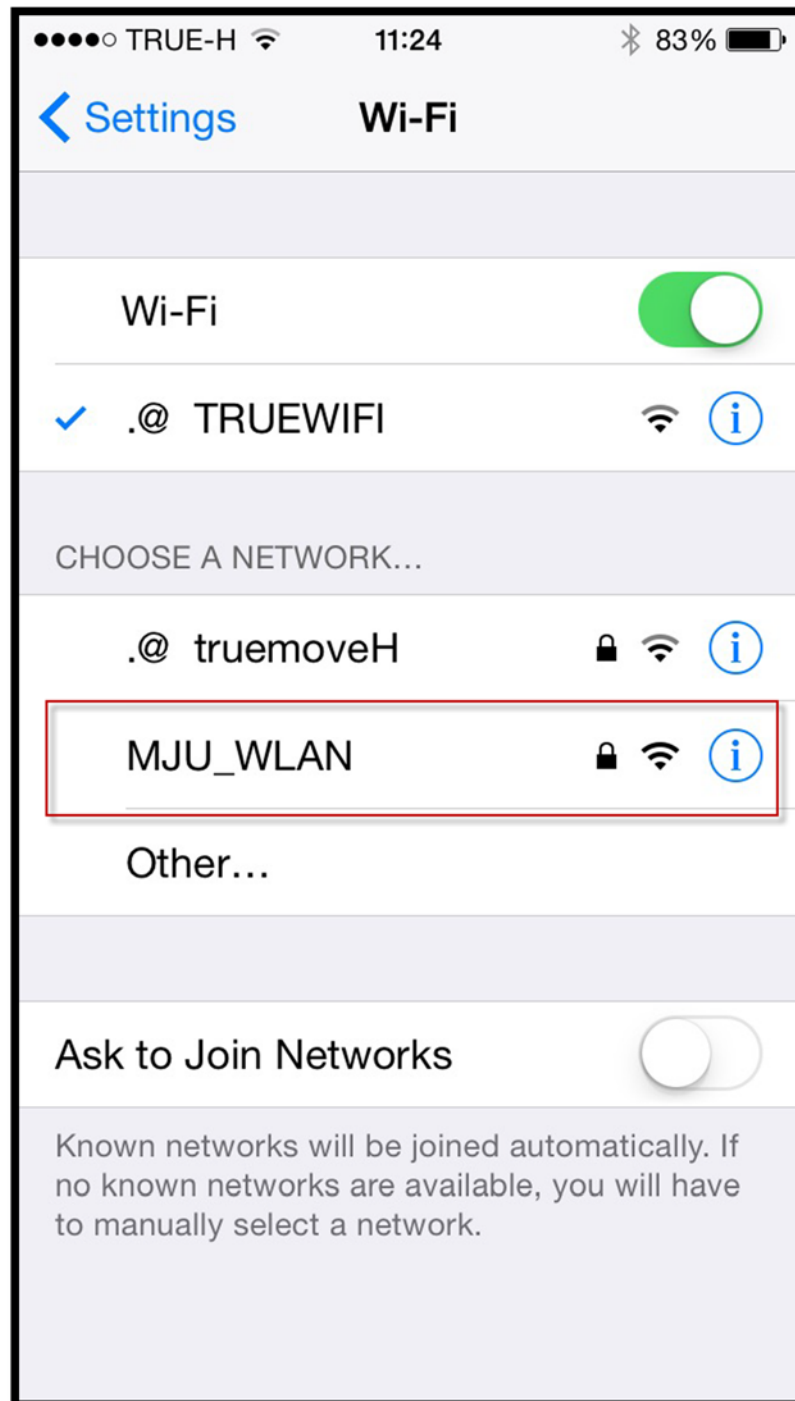 TRUE-H 11:24 83%
Settings Wi-Fi
Wi-Fi
.@ TRUEWIFI
CHOOSE A NETWORK...
.@ truemoveH
MJU_WLAN
Other...
Ask to Join Networks
Known networks will be joined automatically. If
no known networks are available, you will have
to manually select a network.